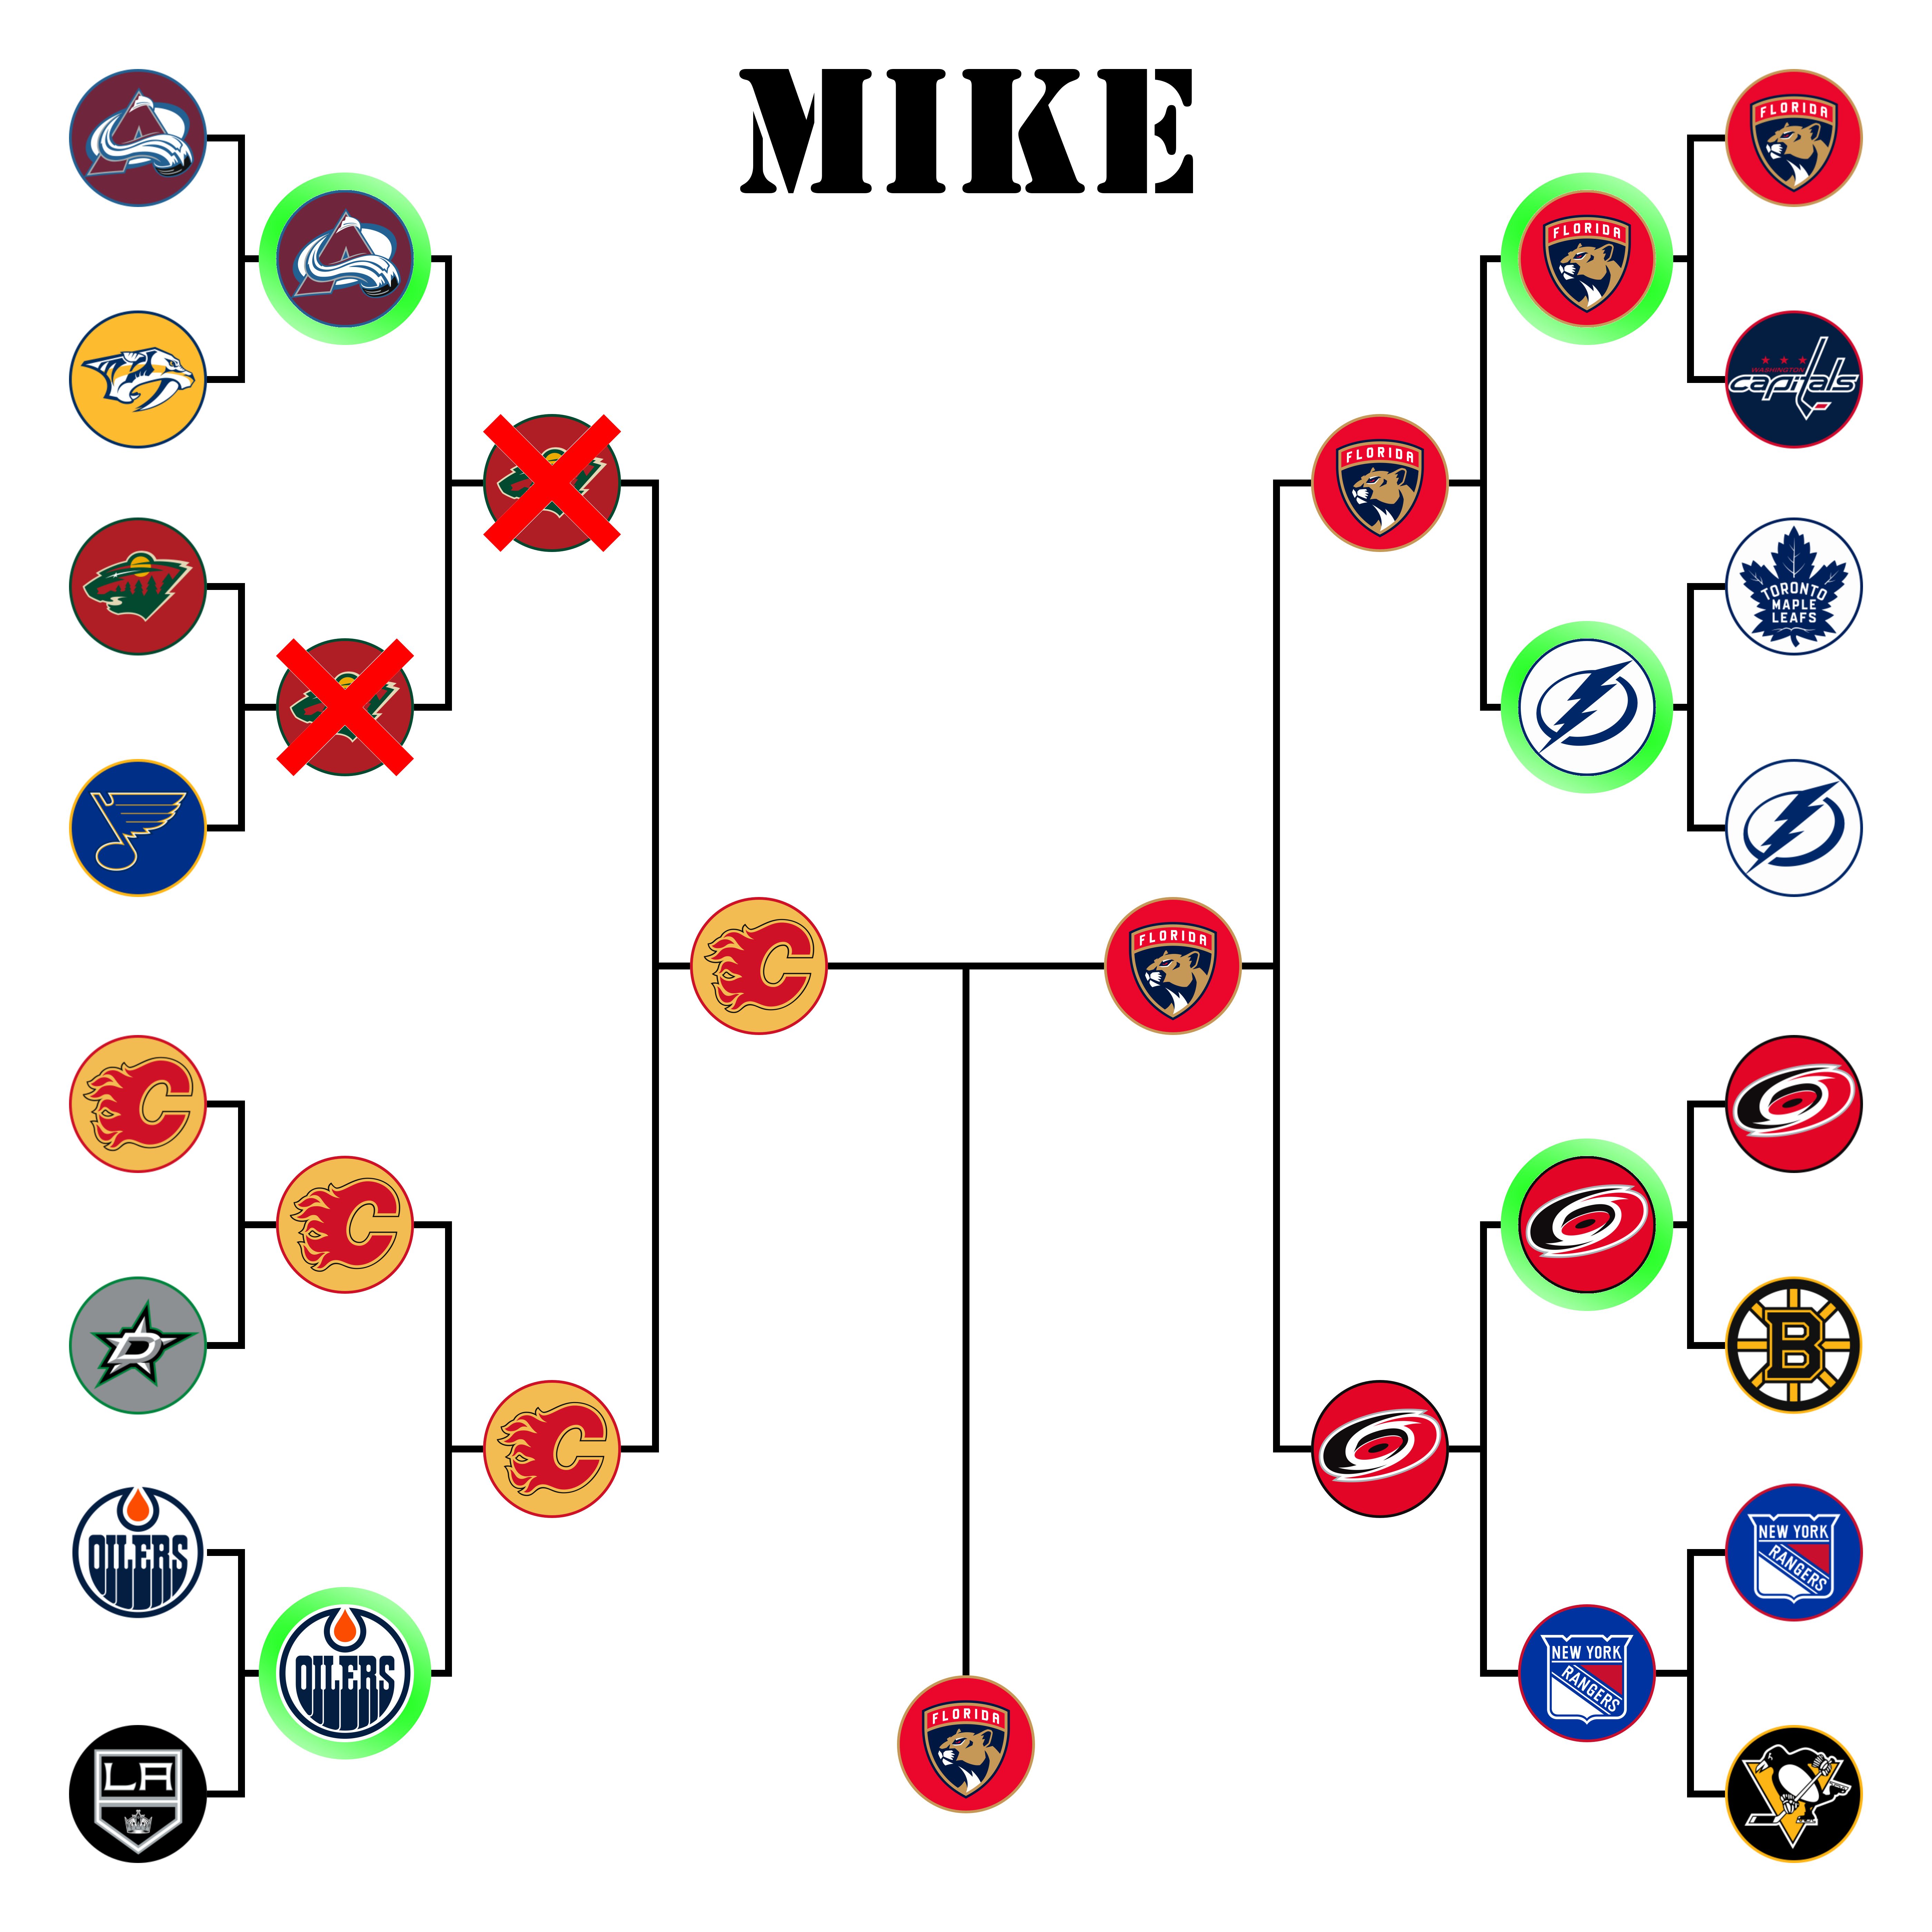 MIKE
FLORIDA
FLORIDA
WASHINGTON
capitals
FLORIDA
TORONTO
MAPLE
LEAFS
FLORIDA
C
C
C
C
D
B
OILERS
NEW YORK
RANGERS
OILERS
NEW YORK
RANGERS
FLORIDA
LA